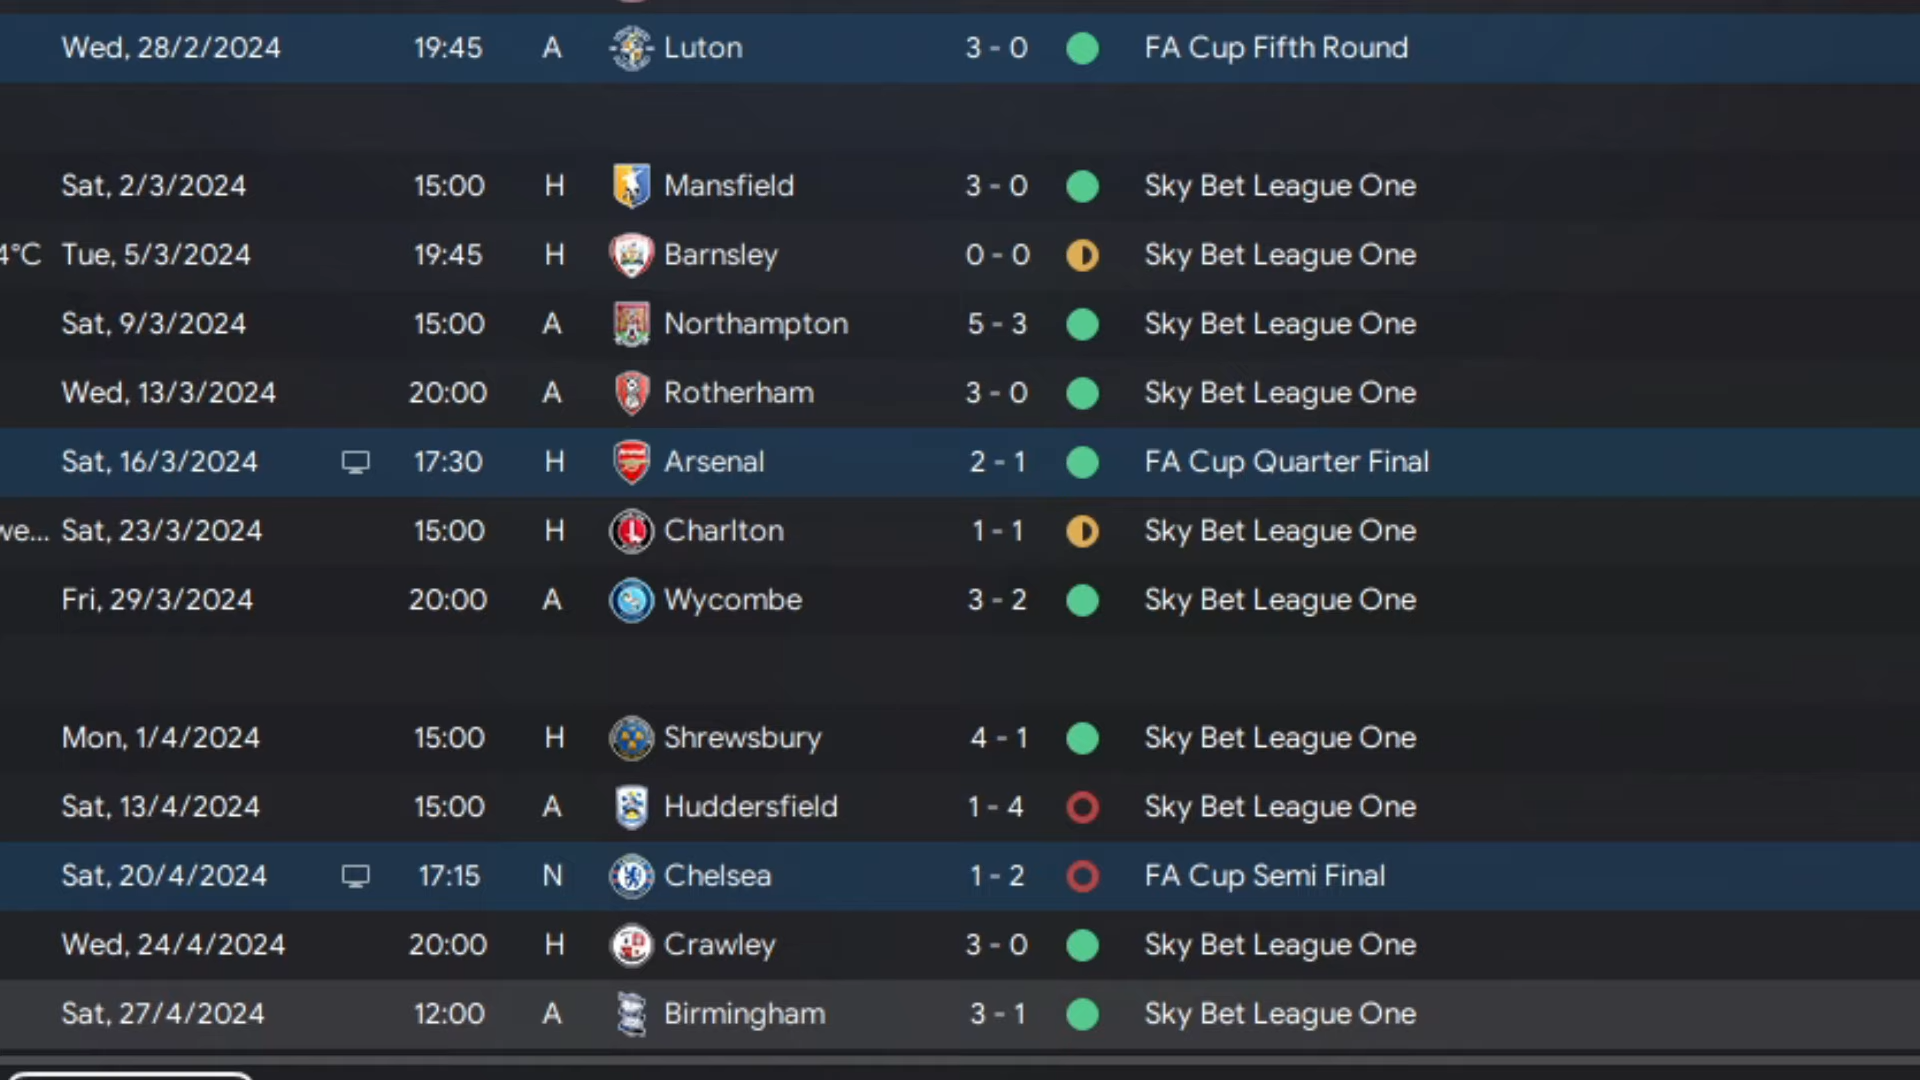 Wed, 28/2/2024 19:45 A Luton 3 - 0 FA Cup Fifth Round
Sat, 2/3/2024 15:00 H Mansfield 3 - 0 Sky Bet League One
4°C Tue, 5/3/2024 19:45 H Barnsley 0 - 0 Sky Bet League One
Sat, 9/3/2024 15:00 A Northampton 5 - 3 Sky Bet League One
Wed, 13/3/2024 20:00 A Rotherham 3 - 0 Sky Bet League One
Sat, 16/3/2024 17:30 H Arsenal 2 - 1 FA Cup Quarter Final
we... Sat, 23/3/2024 15:00 H Charlton 1 - 1 Sky Bet League One
Fri, 29/3/2024 20:00 A Wycombe 3 - 2 Sky Bet League One
Mon, 1/4/2024 15:00 H Shrewsbury 4 - 1 Sky Bet League One
Sat, 13/4/2024 15:00 A Huddersfield 1 - 4 Sky Bet League One
Sat, 20/4/2024 17:15 N Chelsea 1 - 2 FA Cup Semi Final
Wed, 24/4/2024 20:00 H Crawley 3 - 0 Sky Bet League One
Sat, 27/4/2024 12:00 A Birmingham 3 - 1 Sky Bet League One